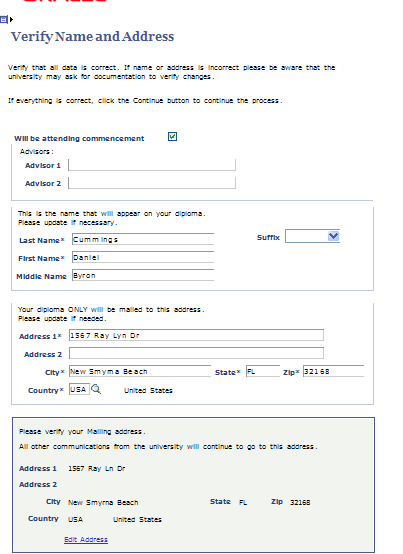 Verify Name and Address
Verify that all data is correct. If name or address is incorrect please be aware that the
university may ask for documentation to verify changes.
If everything is correct, click the Continue button to continue the process.
Will be attending commencement
Advisors:
Advisor 1
Advisor 2
This is the name that will appear on your diploma.
Please update if necessary.
Last Name* Cummings Suffix
First Name* Daniel
Middle Name Byron
Your diploma ONLY will be mailed to this address.
Please update if needed.
Address 1* 1567 Ray Lyn Dr
Address 2
City* New Smyrna Beach State* FL Zip* 32168
Country* USA United States
Please verify your Mailing address.
All other communications from the university will continue to go to this address.
Address 1 1567 Ray Ln Dr
Address 2
City New Smyrna Beach State FL Zip 32168
Country USA United States
Edit Address